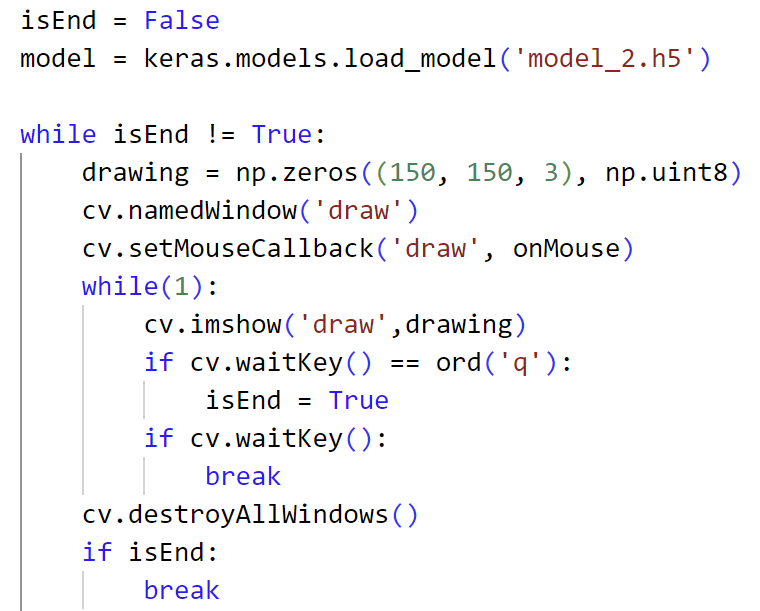 isEnd = False
model = keras.models.load_model('model_2.h5')
while isEnd != True:
    drawing = np.zeros((150, 150, 3), np.uint8)
    cv.namedWindow('draw')
    cv.setMouseCallback('draw', onMouse)
    while(1):
        cv.imshow('draw',drawing)
        if cv.waitKey() == ord('q'):
            isEnd = True
        if cv.waitKey():
            break
    cv.destroyAllWindows()
    if isEnd:
        break